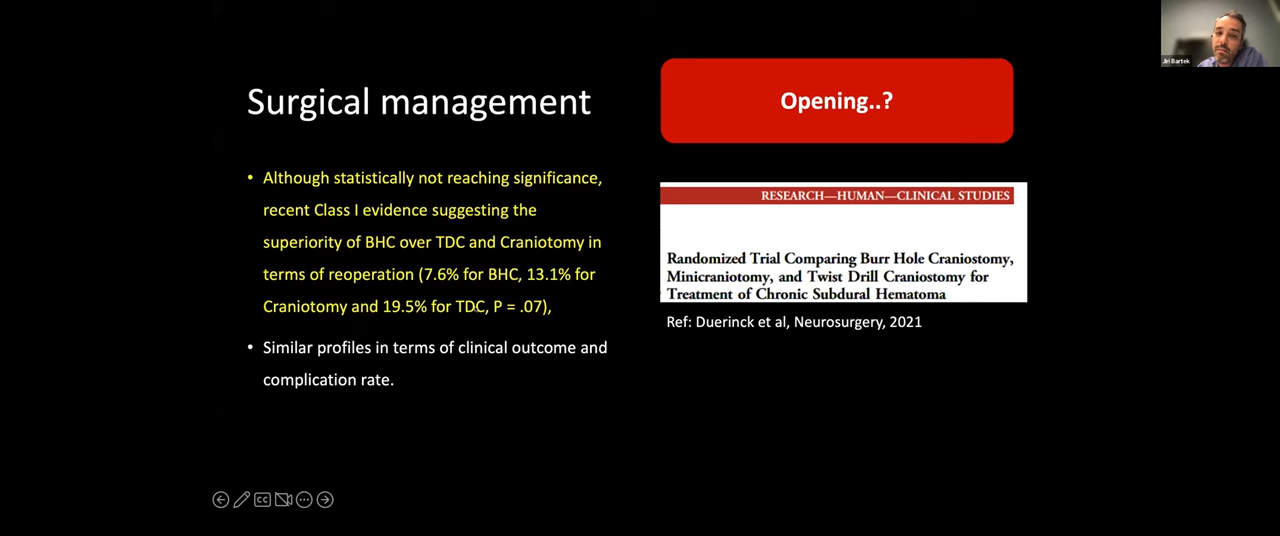 Surgical management
• Although statistically not reaching significance,
recent Class I evidence suggesting the
superiority of BHC over TDC and Craniotomy in
terms of reoperation (7.6% for BHC, 13.1% for
Craniotomy and 19.5% for TDC, P = .07),
• Similar profiles in terms of clinical outcome and
complication rate.
Opening..?
RESEARCH—HUMAN—CLINICAL STUDIES
Randomized Trial Comparing Burr Hole Craniostomy,
Minicraniotomy, and Twist Drill Craniostomy for
Treatment of Chronic Subdural Hematoma
Ref: Duerinck et al, Neurosurgery, 2021
Jiri Bartek
CC